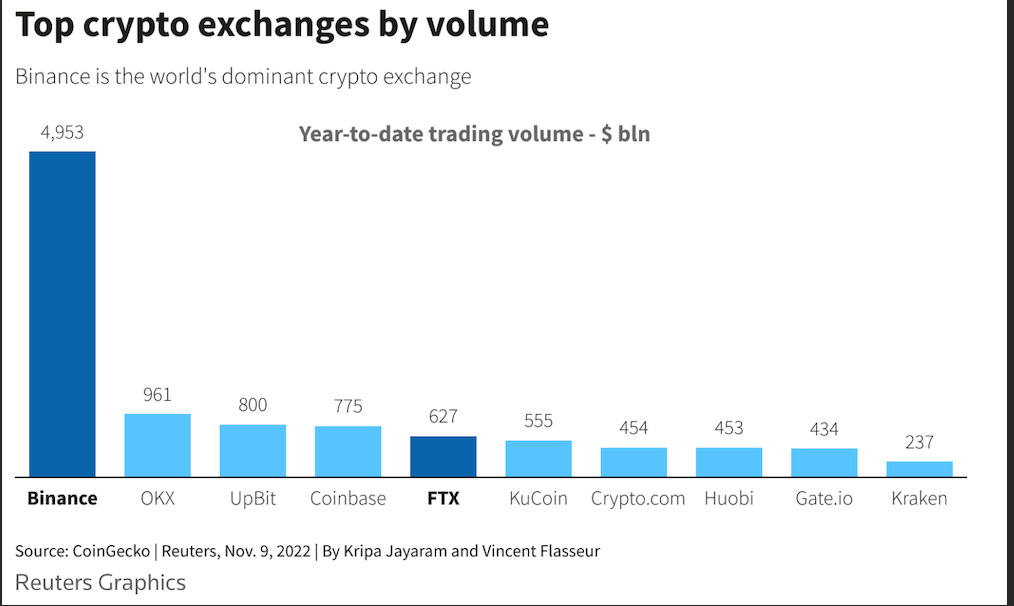 Top crypto exchanges by volume
Binance is the world's dominant crypto exchange
Year-to-date trading volume - $ bln
4,953
961
800
775
627
555
454
453
434
237
Binance
OKX
UpBit
Coinbase
FTX
KuCoin
Crypto.com
Huobi
Gate.io
Kraken
Source: CoinGecko | Reuters, Nov. 9, 2022 | By Kripa Jayaram and Vincent Flasseur
Reuters Graphics